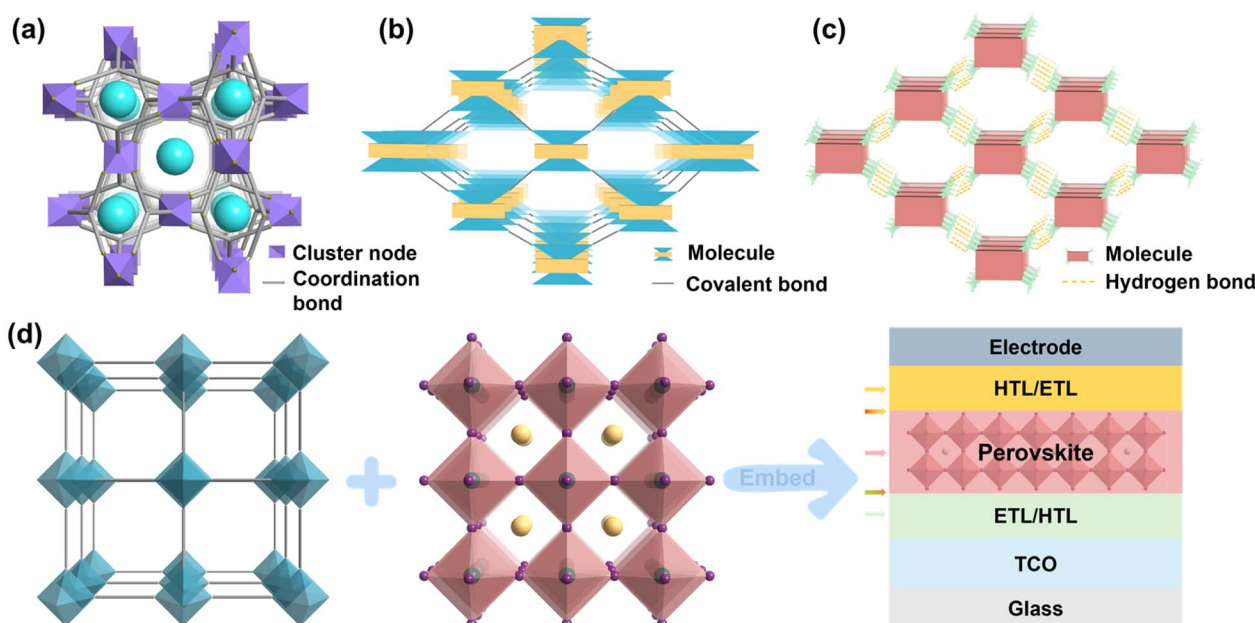 (a)
Cluster node
Coordination
bond
(b)
Molecule
Covalent bond
(c)
Molecule
Hydrogen bond
(d)
Embed
Electrode
HTL/ETL
Perovskite
ETL/HTL
TCO
Glass